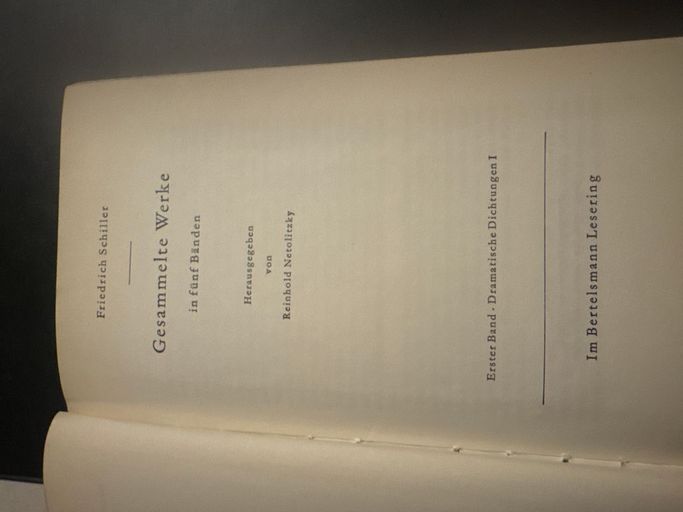 Friedrich Schiller
Gesammelte Werke
in fünf Bänden
Herausgegeben
von
Reinhold Netolitzky
Erster Band · Dramatische Dichtungen I
Im Bertelsmann Lesering